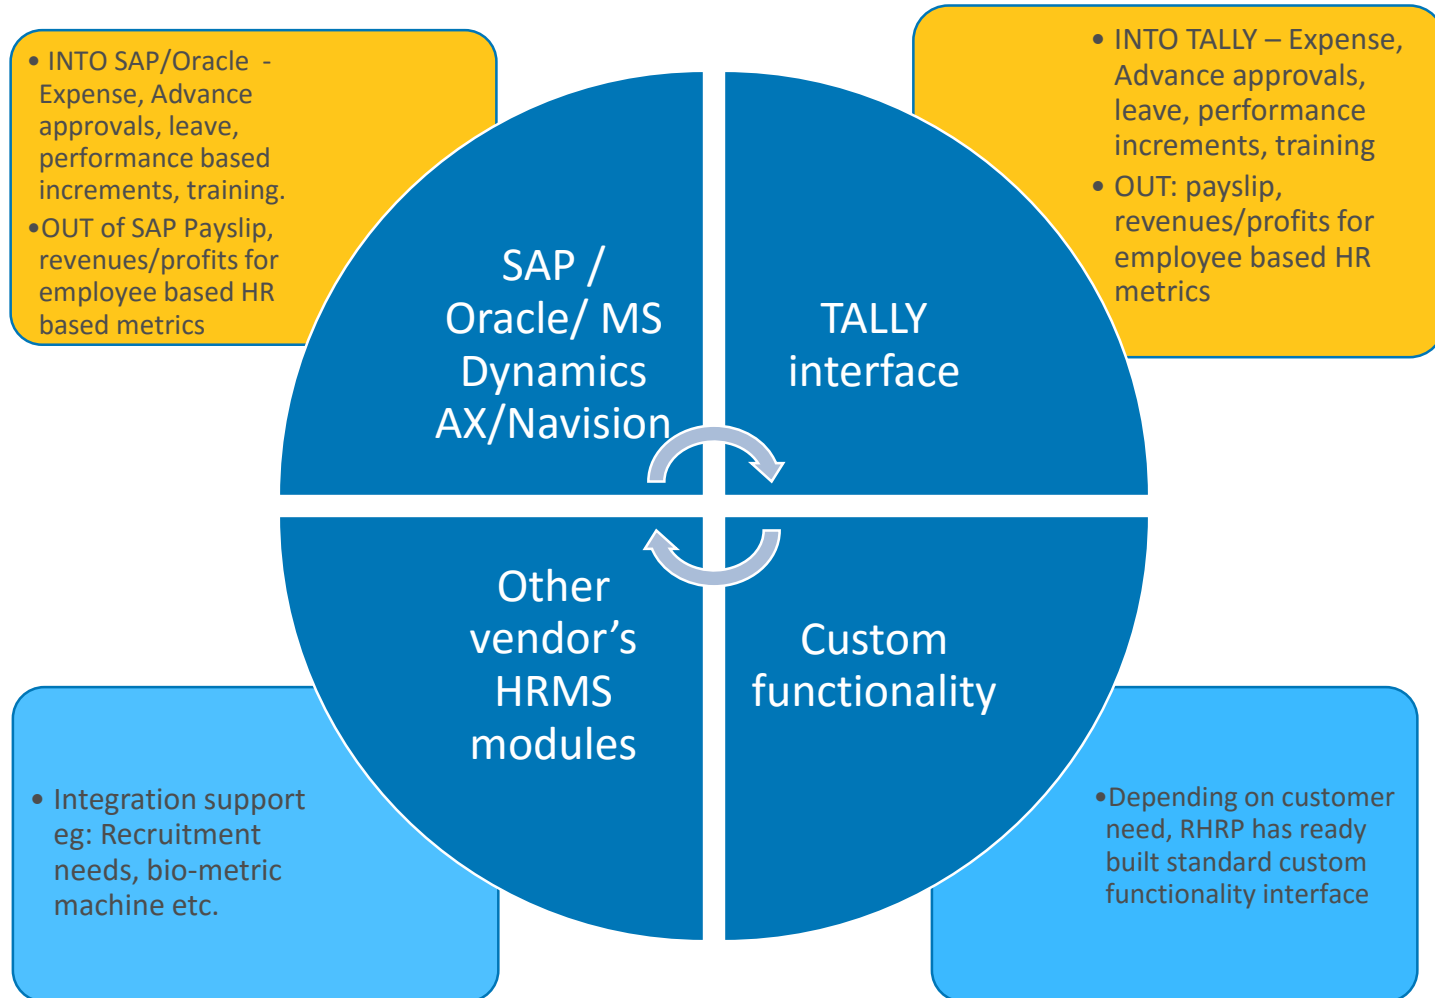 • INTO SAP/Oracle -
Expense, Advance
approvals, leave,
performance based
increments, training.
•OUT of SAP Payslip,
revenues/profits for
employee based HR
based metrics
• INTO TALLY – Expense,
Advance approvals,
leave, performance
increments, training
• OUT: payslip,
revenues/profits for
employee based HR
metrics
SAP /
Oracle/ MS
Dynamics
AX/Navision
TALLY
interface
Other
vendor’s
HRMS
modules
Custom
functionality
• Integration support
eg: Recruitment
needs, bio-metric
machine etc.
•Depending on customer
need, RHRP has ready
built standard custom
functionality interface